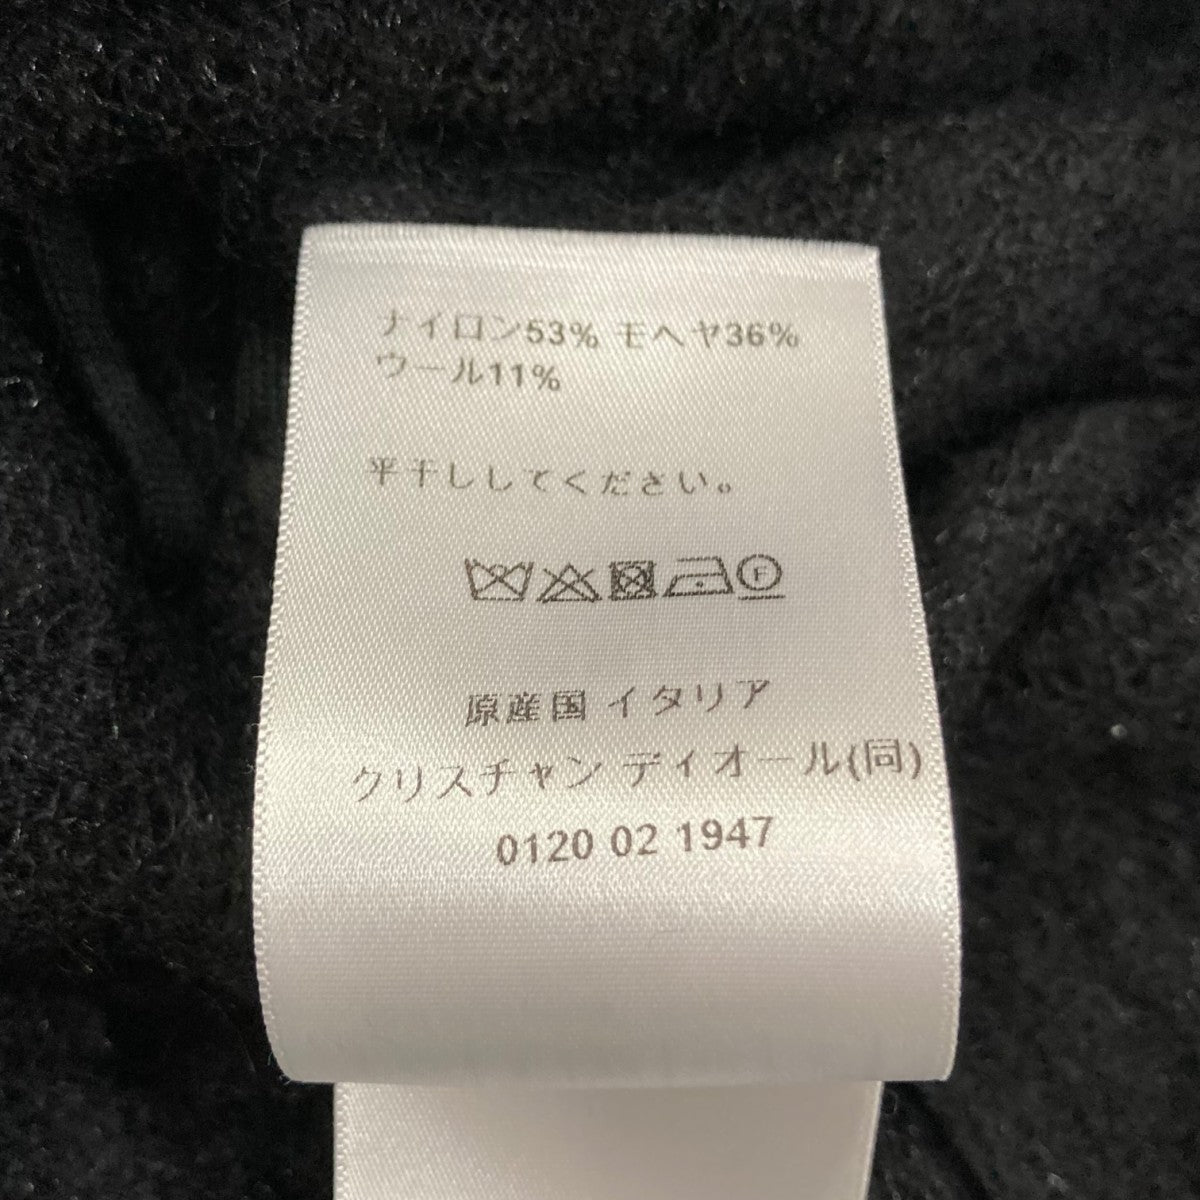 ナイロン53% モヘヤ36%
ウール11%
平干ししてください。
F
原産国 イタリア
クリスチャン ディオール(同)
0120 02 1947